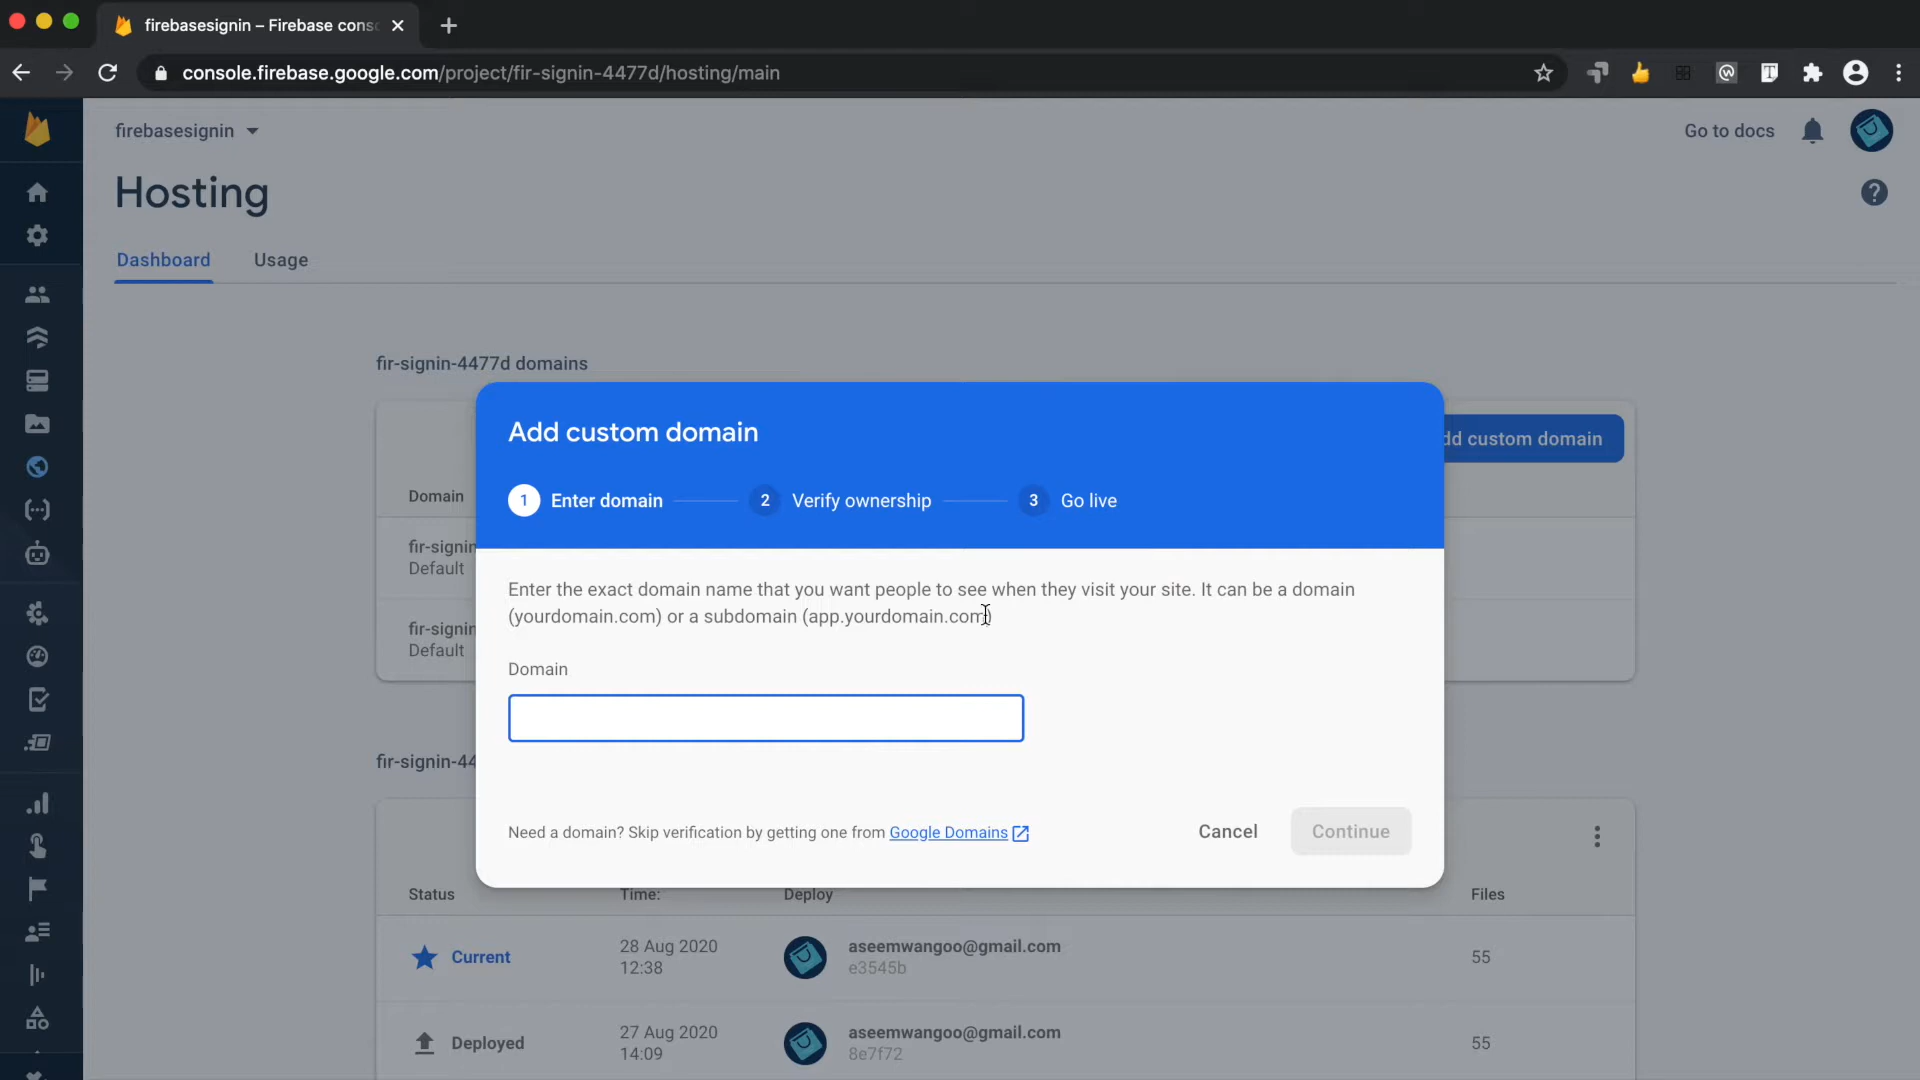 firebasesignin – Firebase cons
console.firebase.google.com/project/fir-signin-4477d/hosting/main
firebasesignin
Go to docs
Hosting
Dashboard
Usage
fir-signin-4477d domains
Add custom domain
dd custom domain
1 Enter domain
2 Verify ownership
3 Go live
Domain
fir-signin
Default
Enter the exact domain name that you want people to see when they visit your site. It can be a domain
(yourdomain.com) or a subdomain (app.yourdomain.com)
fir-signin
Default
Domain
fir-signin-44
Need a domain? Skip verification by getting one from Google Domains
Cancel
Continue
Status
Time:
Deploy
Files
Current
28 Aug 2020
12:38
aseemwangoo@gmail.com
e3545b
55
Deployed
27 Aug 2020
14:09
aseemwangoo@gmail.com
8e7f72
55